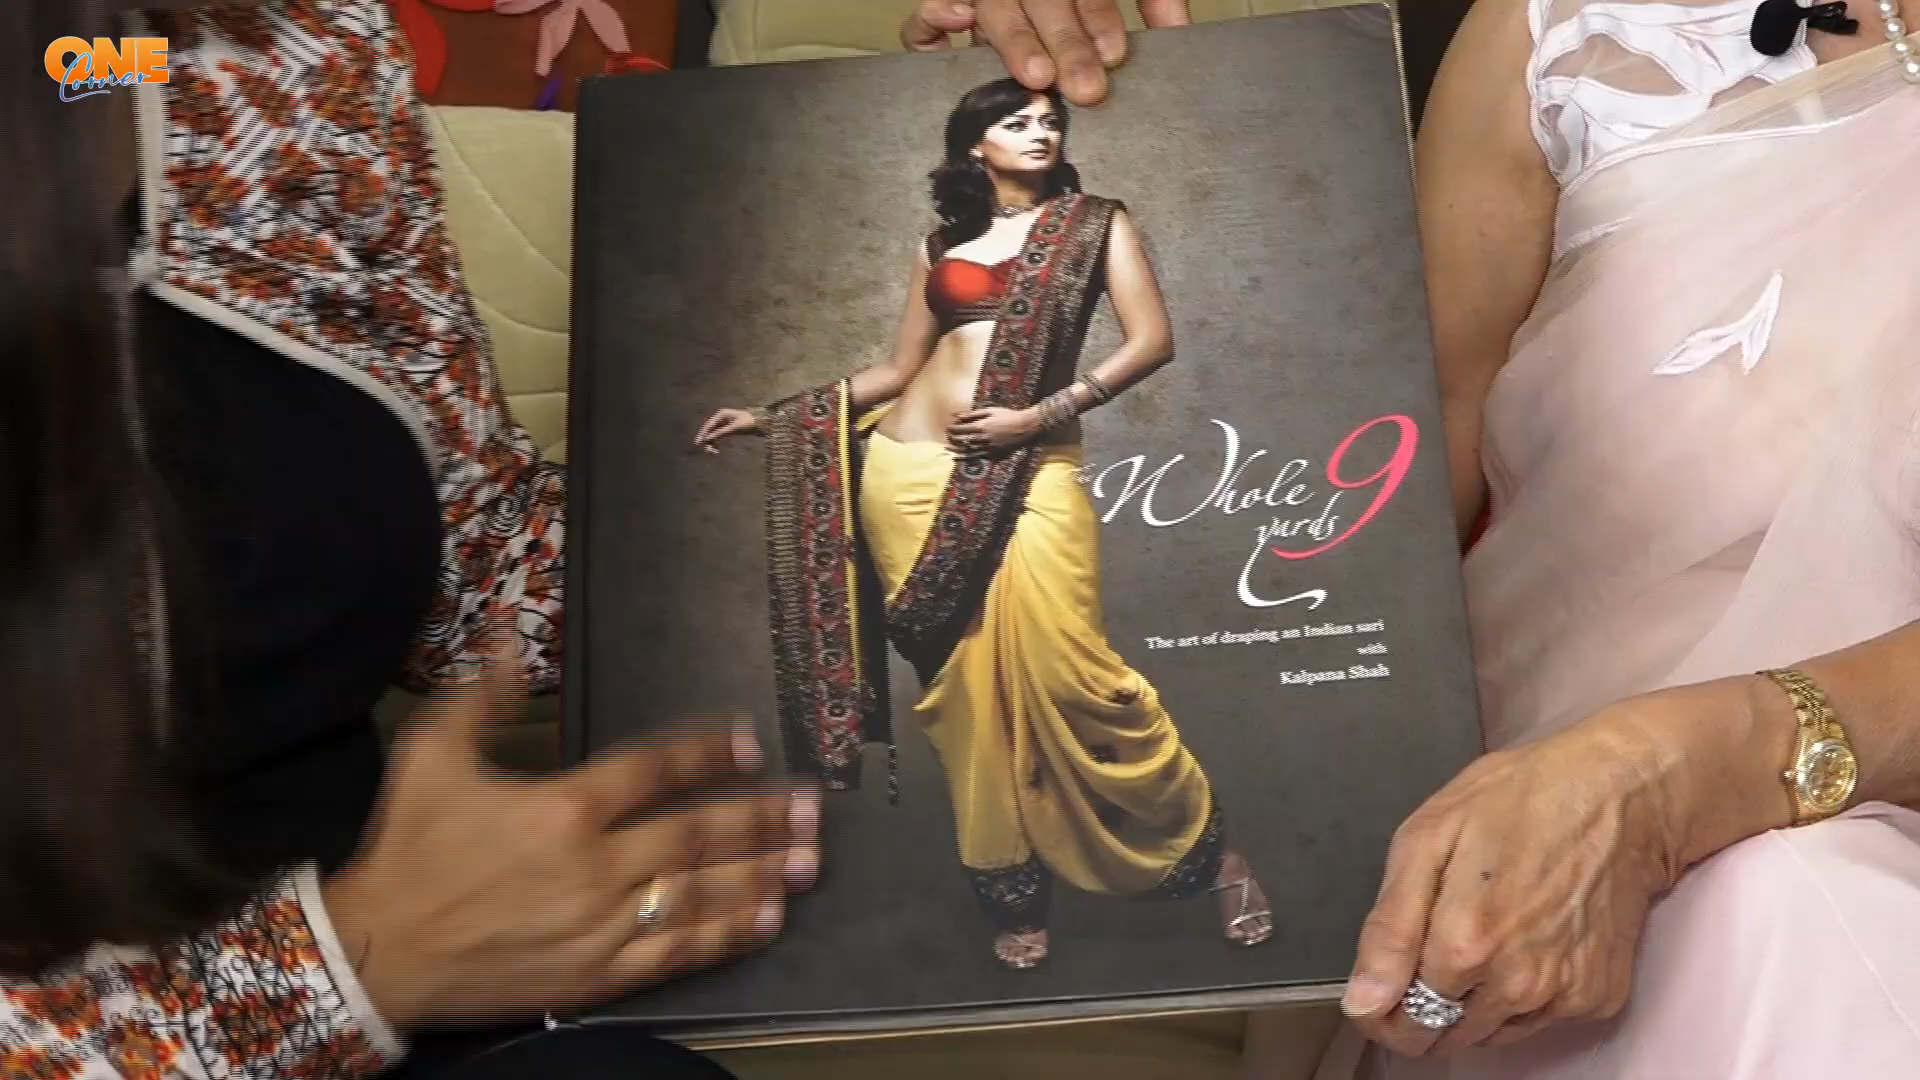 ONE
Corner
The Whole 9
yards
The art of draping an Indian sari
with
Kalpana Shah